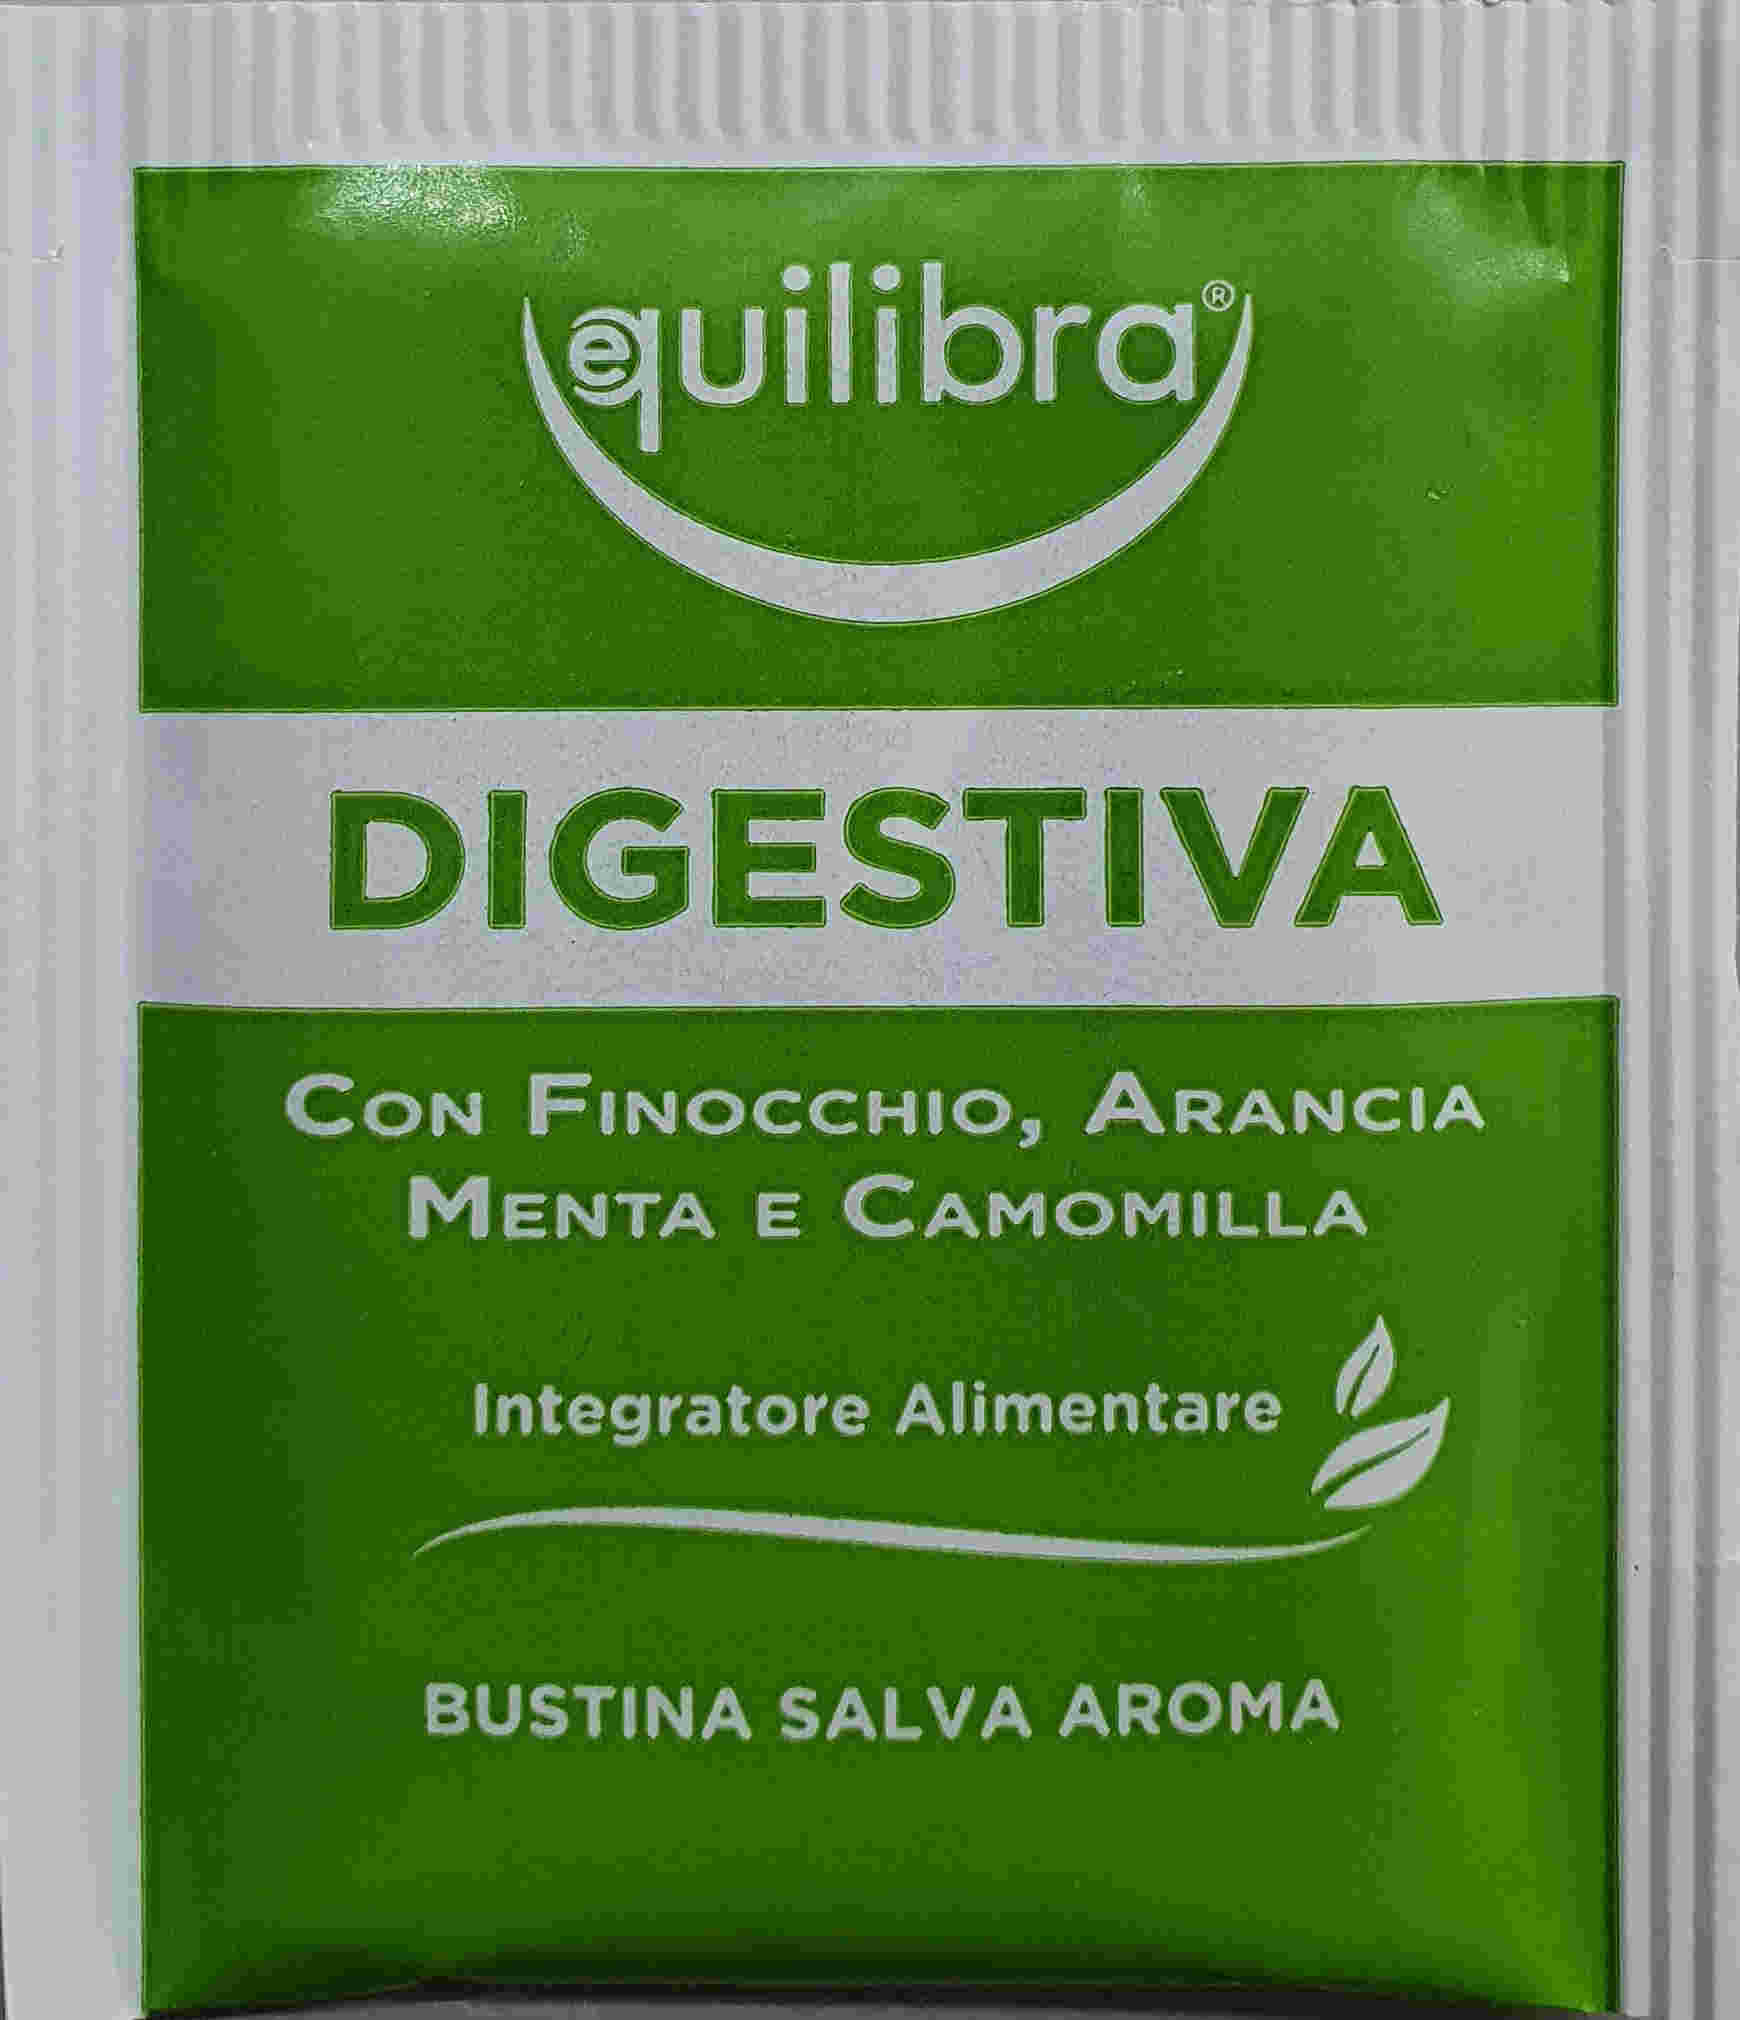 equilibra®
DIGESTIVA
CON FINOCCHIO, ARANCIA
MENTA E CAMOMILLA
Integratore Alimentare
BUSTINA SALVA AROMA